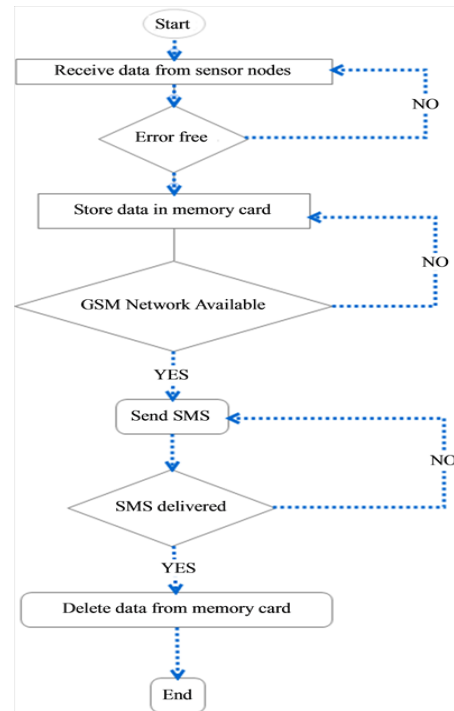 Start
Receive data from sensor nodes
NO
Error free
Store data in memory card
NO
GSM Network Available
YES
Send SMS
NO
SMS delivered
YES
Delete data from memory card
End